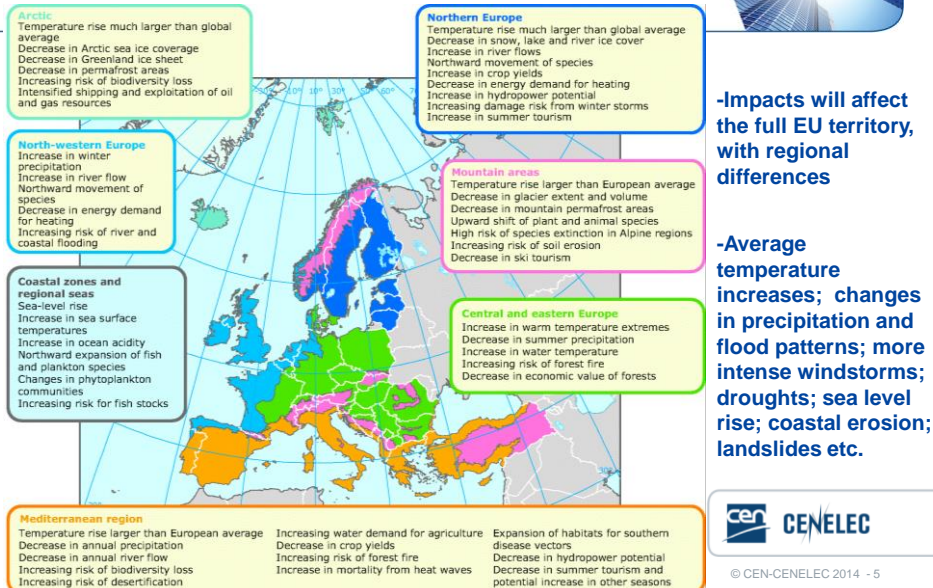 Arctic
Temperature rise much larger than global
average
Decrease in Arctic sea ice coverage
Decrease in Greenland ice sheet
Decrease in permafrost areas
Increasing risk of biodiversity loss
Intensified shipping and exploitation of oil
and gas resources
Northern Europe
Temperature rise much larger than global average
Decrease in snow, lake and river ice cover
Increase in river flows
Northward movement of species
Increase in crop yields
Decrease in energy demand for heating
Increase in hydropower potential
Increasing damage risk from winter storms
Increase in summer tourism
North-western Europe
Increase in winter
precipitation
Increase in river flow
Northward movement of
species
Decrease in energy demand
for heating
Increasing risk of river and
coastal flooding
Mountain areas
Temperature rise larger than European average
Decrease in glacier extent and volume
Decrease in mountain permafrost areas
Upward shift of plant and animal species
High risk of species extinction in Alpine regions
Increasing risk of soil erosion
Decrease in ski tourism
Coastal zones and
regional seas
Sea-level rise
Increase in sea surface
temperatures
Increase in ocean acidity
Northward expansion of fish
and plankton species
Changes in phytoplankton
communities
Increasing risk for fish stocks
Central and eastern Europe
Increase in warm temperature extremes
Decrease in summer precipitation
Increase in water temperature
Increasing risk of forest fire
Decrease in economic value of forests
Mediterranean region
Temperature rise larger than European average
Decrease in annual precipitation
Decrease in annual river flow
Increasing risk of biodiversity loss
Increasing risk of desertification
Increasing water demand for agriculture
Decrease in crop yields
Increasing risk of forest fire
Increase in mortality from heat waves
Expansion of habitats for southern
disease vectors
Decrease in hydropower potential
Decrease in summer tourism and
potential increase in other seasons
-Impacts will affect
the full EU territory,
with regional
differences
-Average
temperature
increases; changes
in precipitation and
flood patterns; more
intense windstorms;
droughts; sea level
rise; coastal erosion;
landslides etc.
cen CENELEC
© CEN-CENELEC 2014 - 5